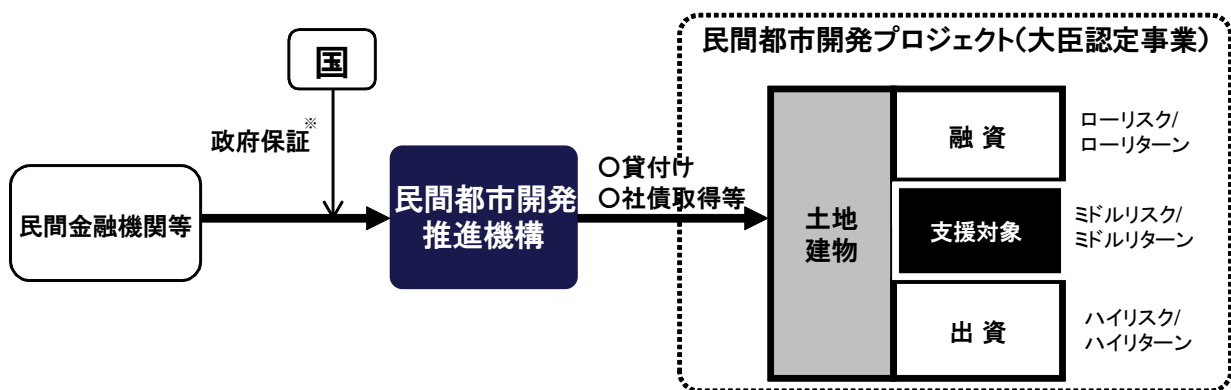 国
政府保証※
民間金融機関等
民間都市開発
推進機構
○貸付け
○社債取得等
民間都市開発プロジェクト(大臣認定事業)
土地
建物
融 資
ローリスク/
ローリターン
支援対象
ミドルリスク/
ミドルリターン
出 資
ハイリスク/
ハイリターン